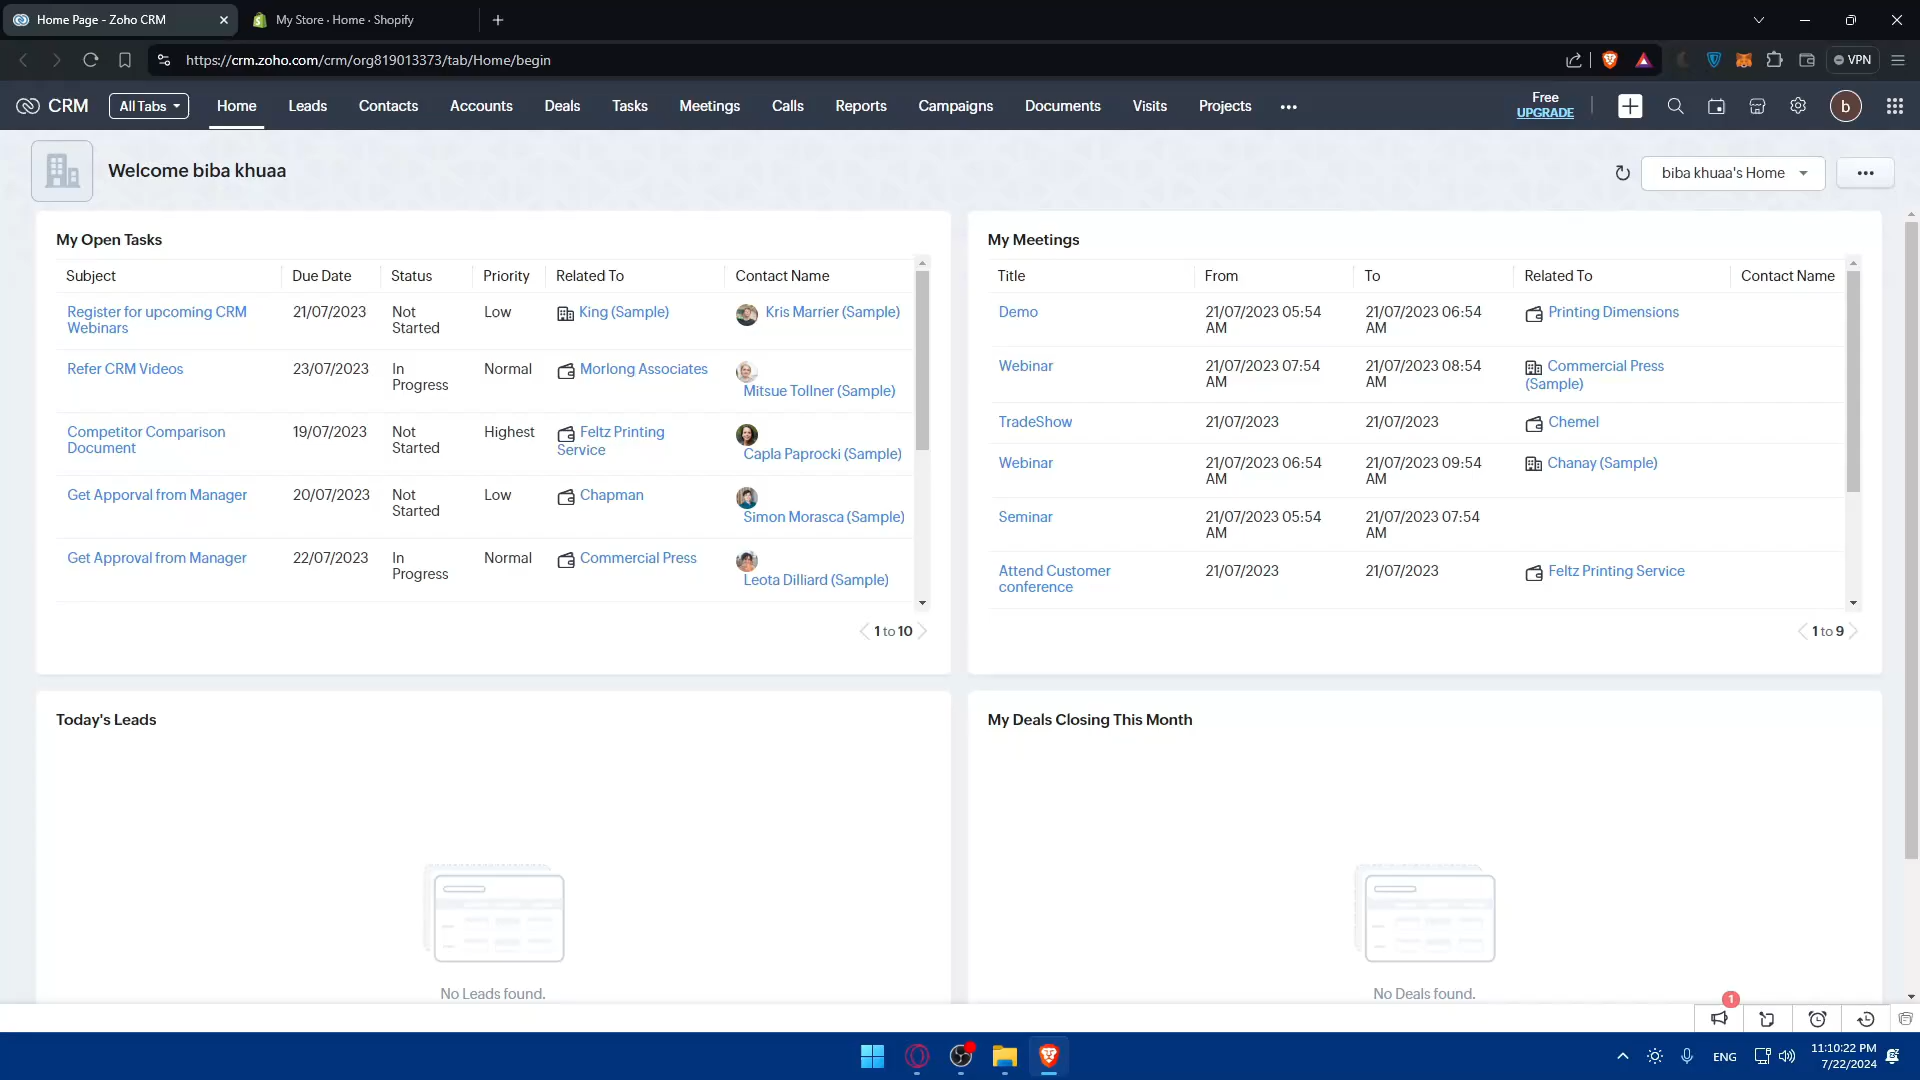 Home Page - Zoho CRM
My Store · Home · Shopify
https://crm.zoho.com/crm/org819013373/tab/Home/begin
VPN
CRM
All Tabs
Home
Leads
Contacts
Accounts
Deals
Tasks
Meetings
Calls
Reports
Campaigns
Documents
Visits
Projects
Free
UPGRADE
b
Welcome biba khuaa
biba khuaa's Home
My Open Tasks
Subject Due Date Status Priority Related To Contact Name
Register for upcoming CRM Webinars 21/07/2023 Not Started Low King (Sample) Kris Marrier (Sample)
Refer CRM Videos 23/07/2023 In Progress Normal Morlong Associates Mitsue Tollner (Sample)
Competitor Comparison Document 19/07/2023 Not Started Highest Feltz Printing Service Capla Paprocki (Sample)
Get Apporval from Manager 20/07/2023 Not Started Low Chapman Simon Morasca (Sample)
Get Approval from Manager 22/07/2023 In Progress Normal Commercial Press Leota Dilliard (Sample)
1 to 10
My Meetings
Title From To Related To Contact Name
Demo 21/07/2023 05:54 AM 21/07/2023 06:54 AM Printing Dimensions
Webinar 21/07/2023 07:54 AM 21/07/2023 08:54 AM Commercial Press (Sample)
TradeShow 21/07/2023 21/07/2023 Chemel
Webinar 21/07/2023 06:54 AM 21/07/2023 09:54 AM Chanay (Sample)
Seminar 21/07/2023 05:54 AM 21/07/2023 07:54 AM
Attend Customer conference 21/07/2023 21/07/2023 Feltz Printing Service
1 to 9
Today's Leads
No Leads found.
My Deals Closing This Month
No Deals found.
1
ENG
11:10:22 PM
7/22/2024